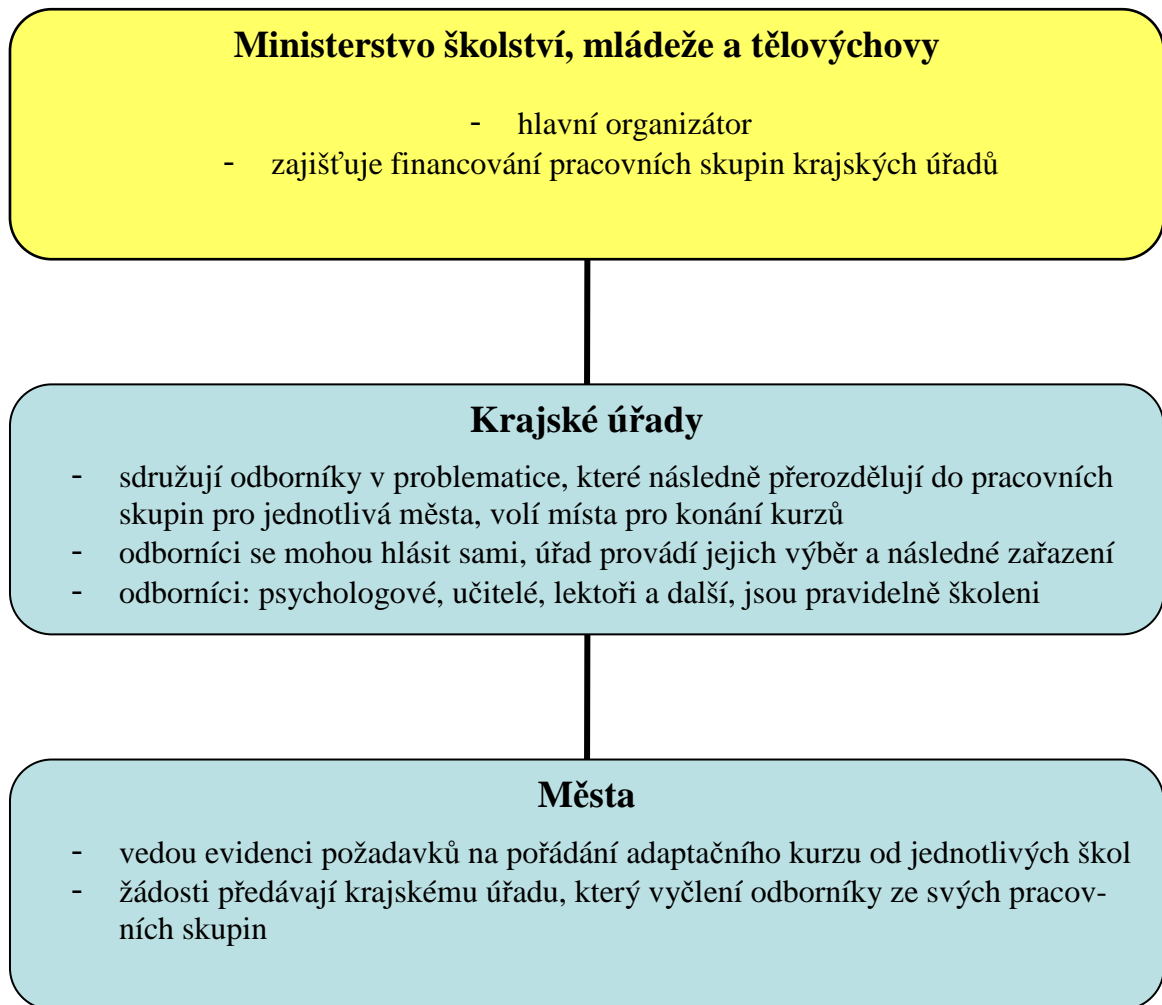 Ministerstvo školství, mládeže a tělovýchovy
- hlavní organizátor
- zajišťuje financování pracovních skupin krajských úřadů
Krajské úřady
- sdružují odborníky v problematice, které následně přerozdělují do pracovních
skupin pro jednotlivá města, volí místa pro konání kurzů
- odborníci se mohou hlásit sami, úřad provádí jejich výběr a následné zařazení
- odborníci: psychologové, učitelé, lektoři a další, jsou pravidelně školeni
Města
- vedou evidenci požadavků na pořádání adaptačního kurzu od jednotlivých škol
- žádosti předávají krajskému úřadu, který vyčlení odborníky ze svých pracov-
ních skupin